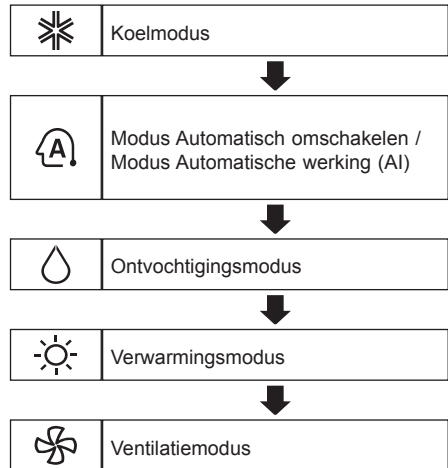 Koelmodus
A
Modus Automatisch omschakelen /
Modus Automatische werking (AI)
Ontvochtigingsmodus
Verwarmingsmodus
Ventilatiemodus